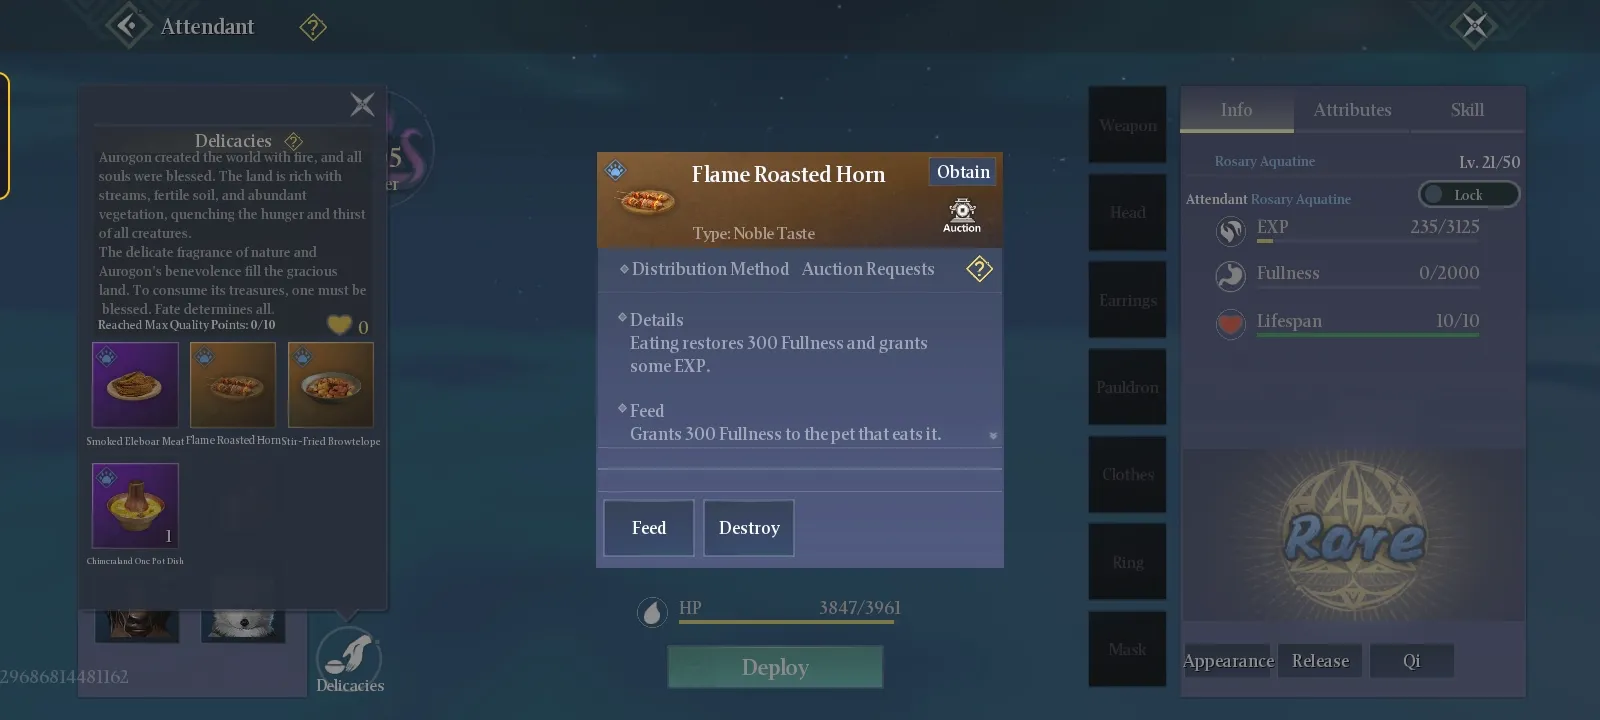 Attendant
?
Delicacies ?
Aurogon created the world with fire, and all
souls were blessed. The land is rich with
streams, fertile soil, and abundant
vegetation, quenching the hunger and thirst
of all creatures.
The delicate fragrance of nature and
Aurogon's benevolence fill the gracious
land. To consume its treasures, one must be
blessed. Fate determines all.
Reached Max Quality Points: 0/10
0
Smoked Eleboar Meat
Flame Roasted Horn
Stir-Fried Browtelope
1
Chimeraland One Pot Dish
29686814481162
Delicacies
5
er
Flame Roasted Horn
Obtain
Auction
Type: Noble Taste
Distribution Method Auction Requests ?
Details
Eating restores 300 Fullness and grants
some EXP.
Feed
Grants 300 Fullness to the pet that eats it.
Feed
Destroy
HP 3847/3961
Deploy
Weapon
Head
Earrings
Pauldron
Clothes
Ring
Mask
Info Attributes Skill
Rosary Aquatine Lv. 21/50
Attendant Rosary Aquatine
Lock
EXP 235/3125
Fullness 0/2000
Lifespan 10/10
Rare
Appearance Release Qi